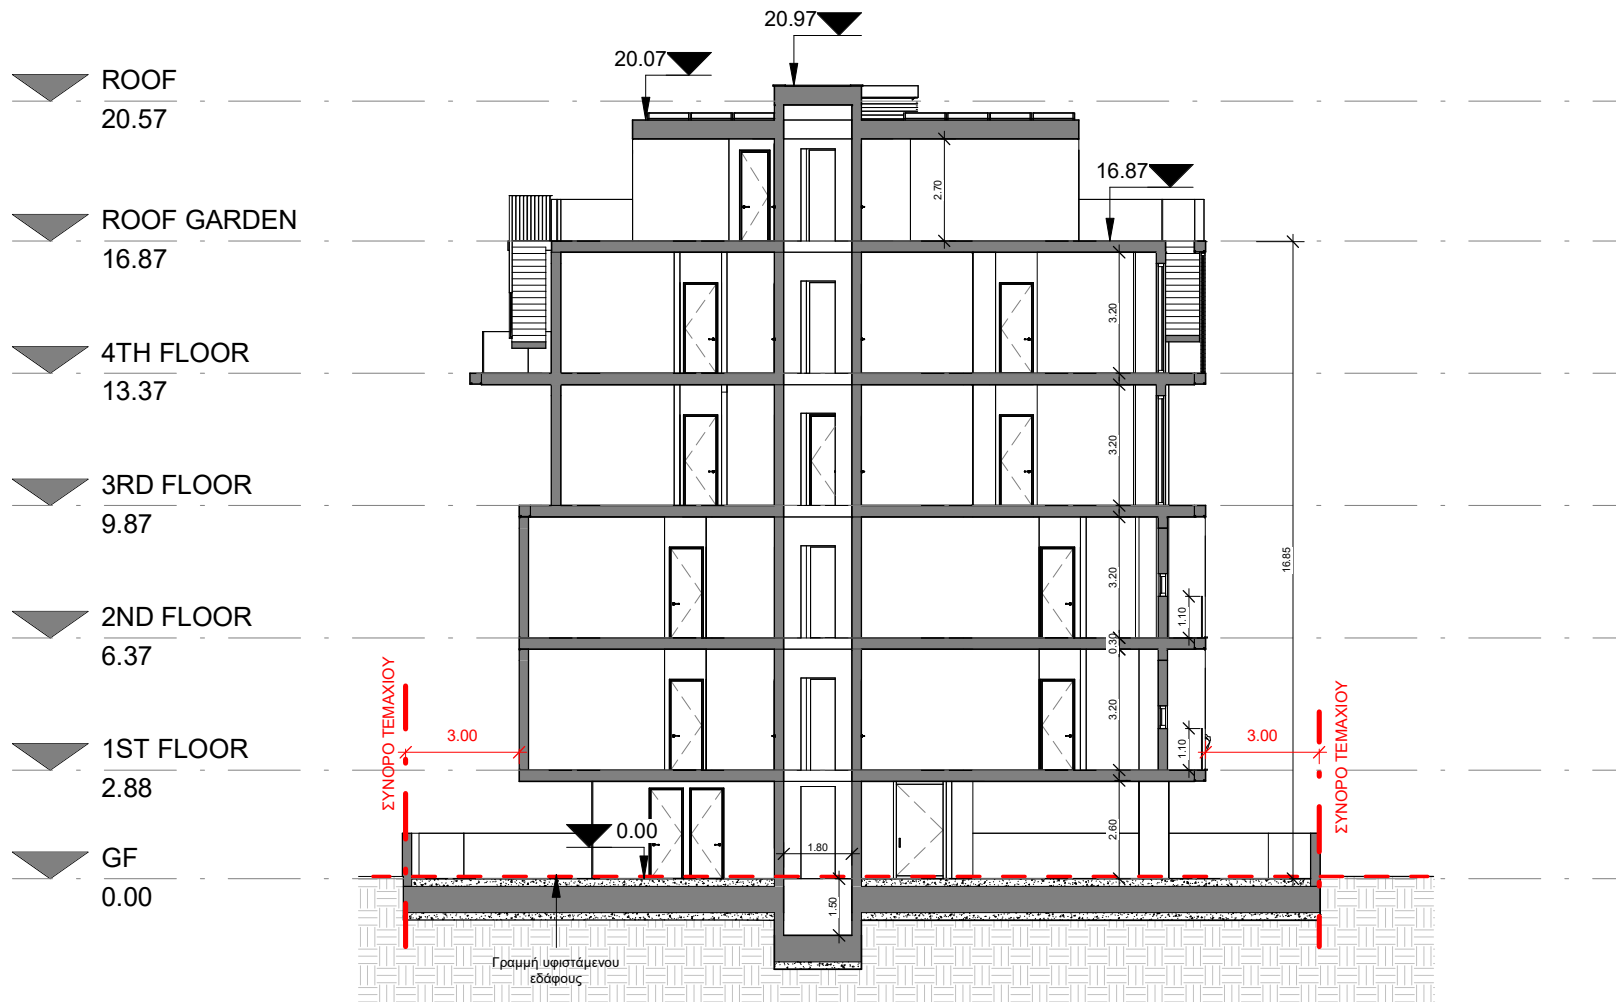 20.97
20.07
ROOF
20.57
16.87
2.70
ROOF GARDEN
16.87
3.20
4TH FLOOR
13.37
3.20
3RD FLOOR
9.87
3.20
16.85
1.10
2ND FLOOR
6.37
0.30
ΣΥΝΟΡΟ ΤΕΜΑΧΙΟΥ
ΣΥΝΟΡΟ ΤΕΜΑΧΙΟΥ
3.20
3.00
1.10
3.00
1ST FLOOR
2.88
0.00
2.60
1.80
GF
0.00
1.50
Γραμμή υφιστάμενου
εδάφους